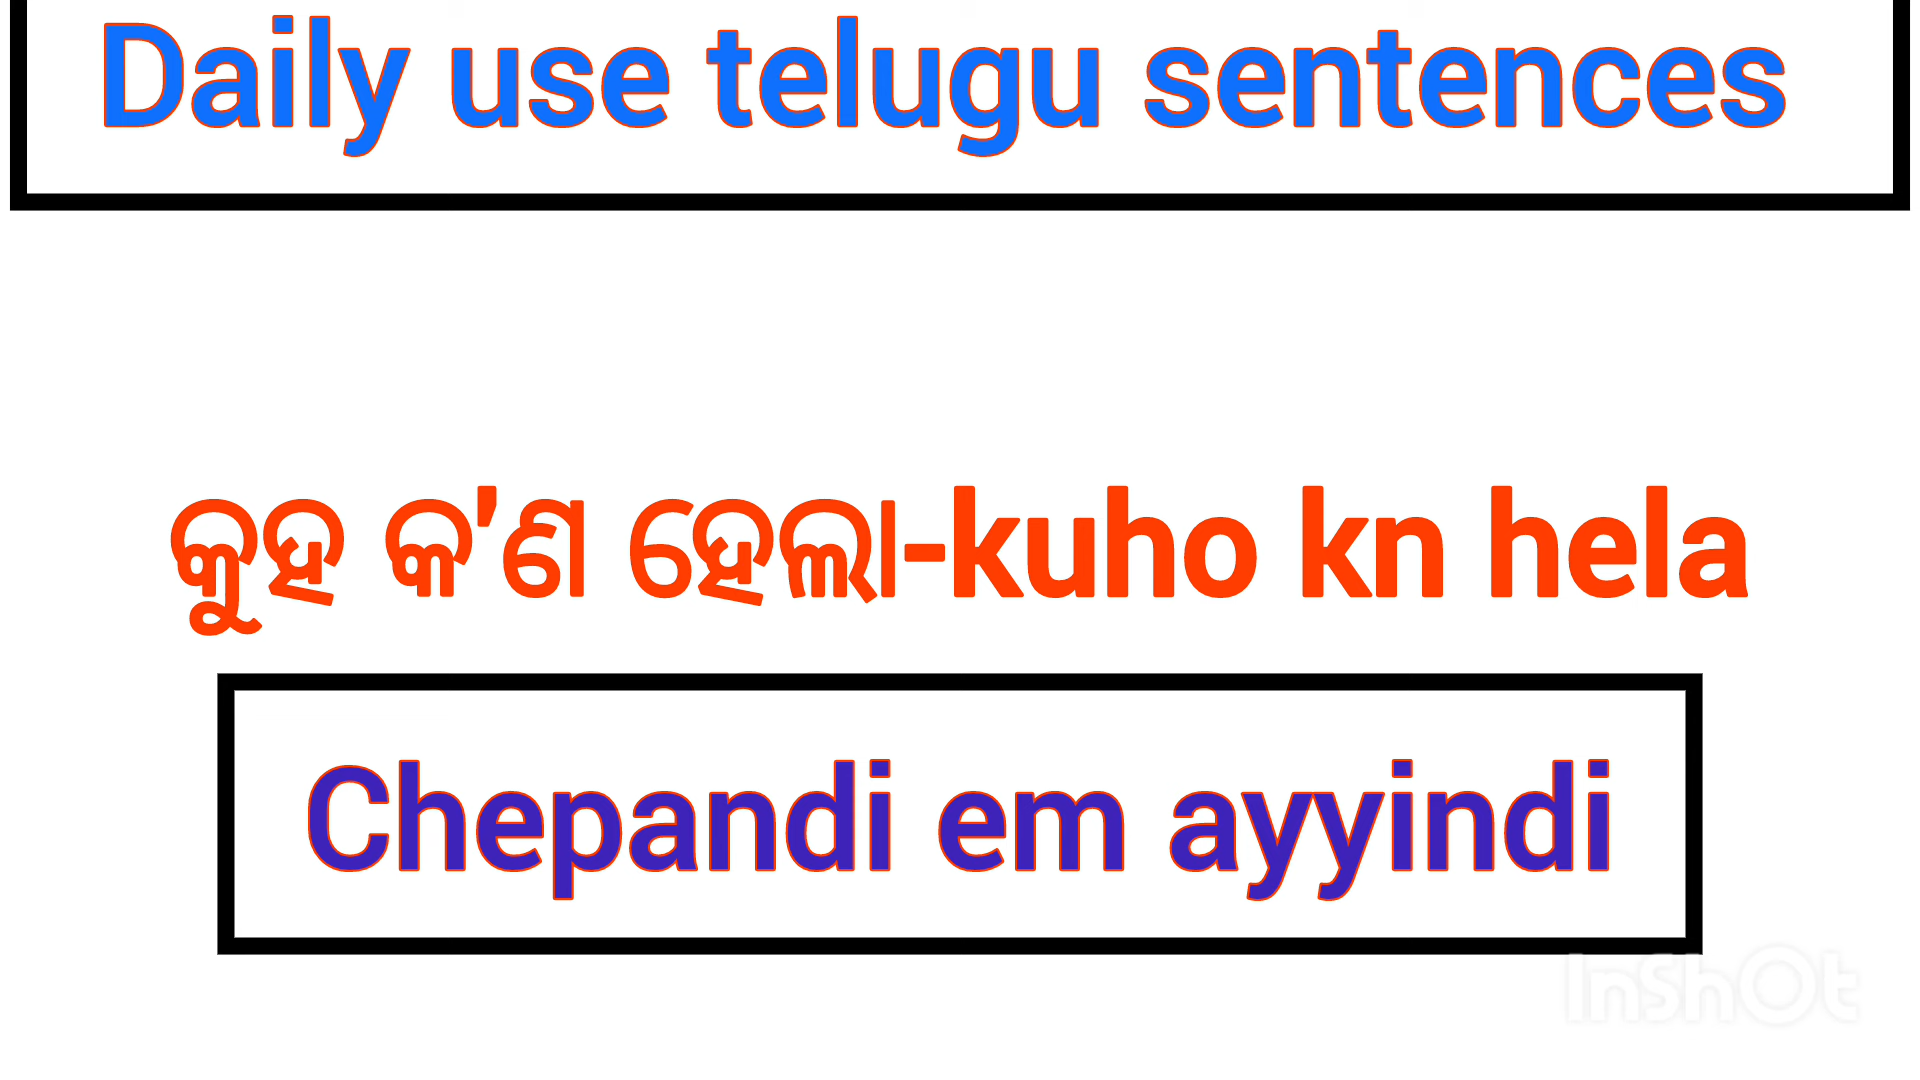 Daily use telugu sentences
କୁହ କ'ଣ ହେଲା-kuho kn hela
Chepandi em ayyindi
InShOt